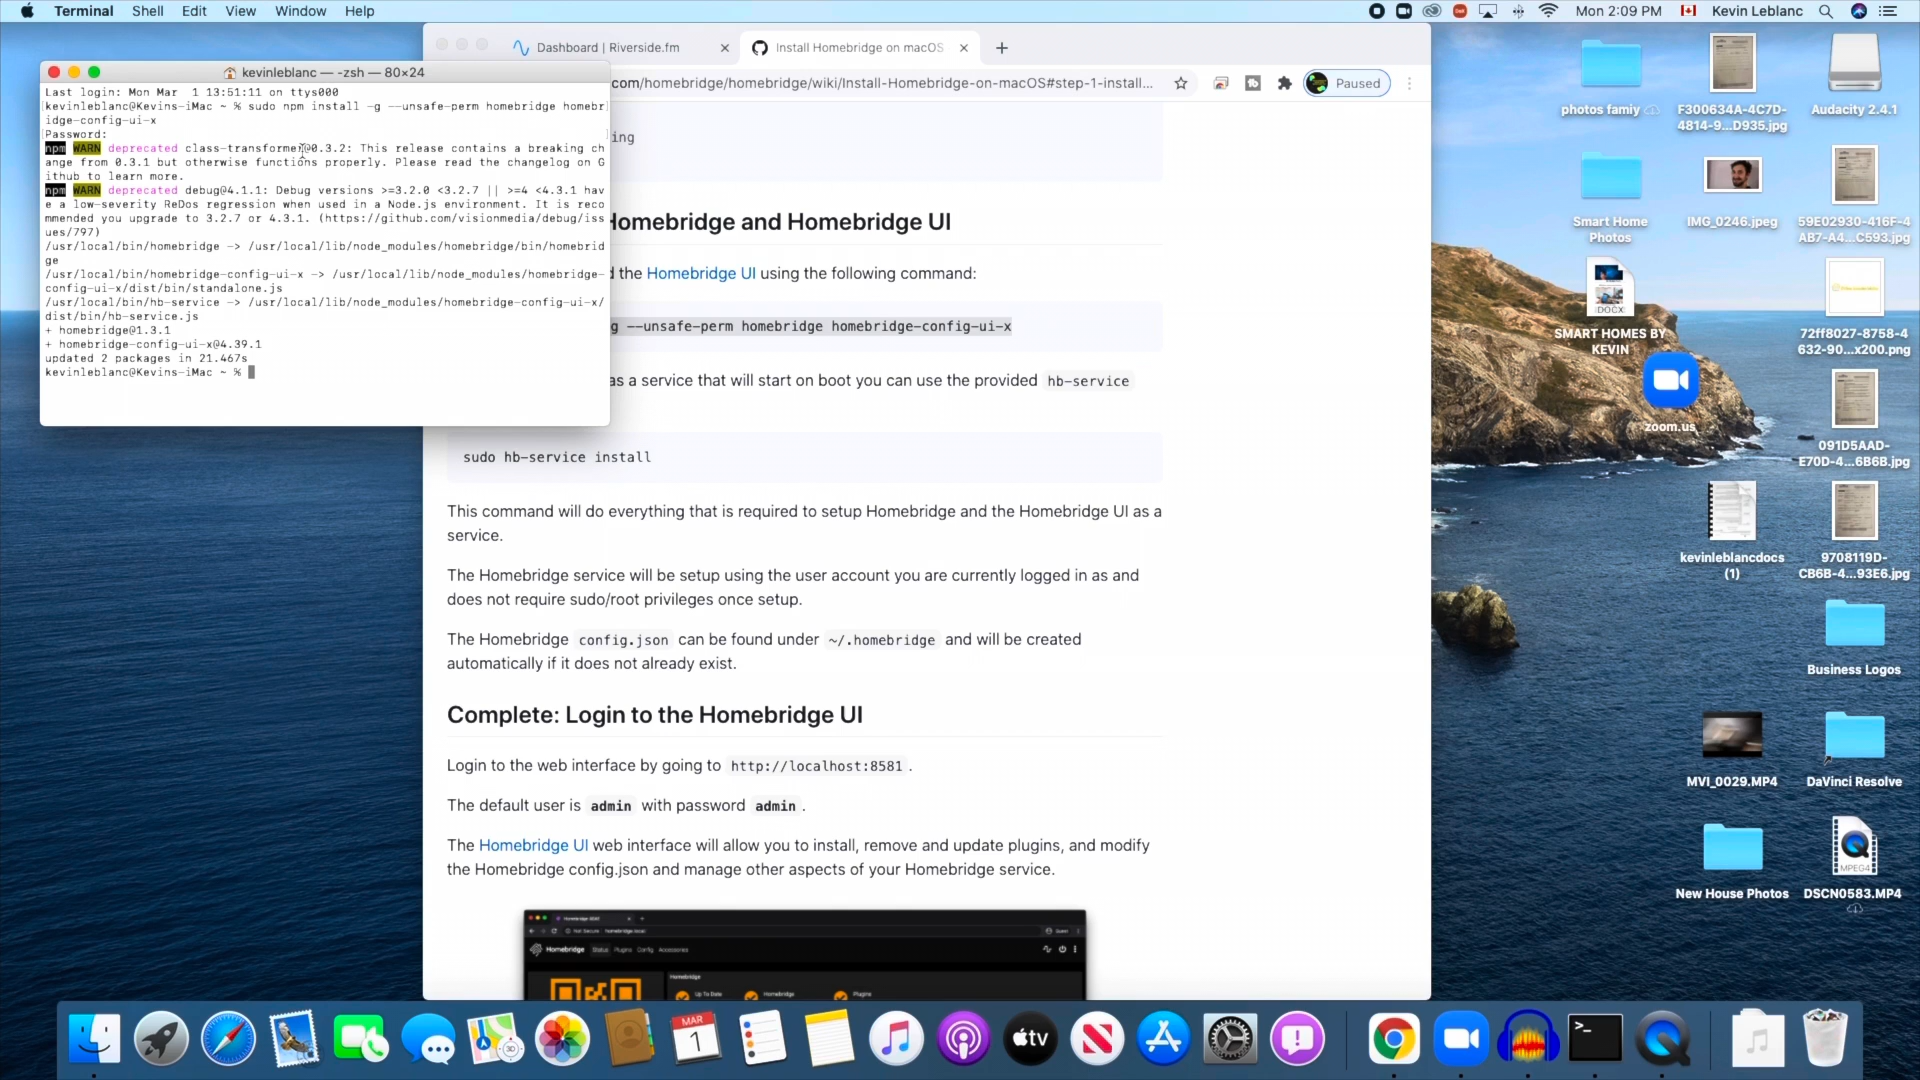 Terminal Shell Edit View Window Help
Mon 2:09 PM Kevin Leblanc
Dashboard | Riverside.fm
Install Homebridge on macOS
com/homebridge/homebridge/wiki/Install-Homebridge-on-macOS#step-1-install...
Paused
kevinleblanc — -zsh — 80×24
Last login: Mon Mar  1 13:51:11 on ttys000
kevinleblanc@Kevins-iMac ~ % sudo npm install -g --unsafe-perm homebridge homebr
idge-config-ui-x
Password:
npm WARN deprecated class-transformer@0.3.2: This release contains a breaking ch
ange from 0.3.1 but otherwise functions properly. Please read the changelog on G
ithub to learn more.
npm WARN deprecated debug@4.1.1: Debug versions >=3.2.0 <3.2.7 || >=4 <4.3.1 hav
e a low-severity ReDos regression when used in a Node.js environment. It is reco
mmended you upgrade to 3.2.7 or 4.3.1. (https://github.com/visionmedia/debug/iss
ues/797)
/usr/local/bin/homebridge -> /usr/local/lib/node_modules/homebridge/bin/homebrid
ge
/usr/local/bin/homebridge-config-ui-x -> /usr/local/lib/node_modules/homebridge-
config-ui-x/dist/bin/standalone.js
/usr/local/bin/hb-service -> /usr/local/lib/node_modules/homebridge-config-ui-x/
dist/bin/hb-service.js
+ homebridge@1.3.1
+ homebridge-config-ui-x@4.39.1
updated 2 packages in 21.467s
kevinleblanc@Kevins-iMac ~ %
ing
Homebridge and Homebridge UI
d the Homebridge UI using the following command:
g --unsafe-perm homebridge homebridge-config-ui-x
as a service that will start on boot you can use the provided hb-service
sudo hb-service install
This command will do everything that is required to setup Homebridge and the Homebridge UI as a
service.
The Homebridge service will be setup using the user account you are currently logged in as and
does not require sudo/root privileges once setup.
The Homebridge config.json can be found under ~/.homebridge and will be created
automatically if it does not already exist.
Complete: Login to the Homebridge UI
Login to the web interface by going to http://localhost:8581 .
The default user is admin with password admin .
The Homebridge UI web interface will allow you to install, remove and update plugins, and modify
the Homebridge config.json and manage other aspects of your Homebridge service.
Homebridge Status Plugins Config Accessories
Homebridge
Up To Date Homebridge Plugins
photos famiy
F300634A-4C7D-
4814-9...D935.jpg
Audacity 2.4.1
Smart Home
Photos
IMG_0246.jpeg
59E02930-416F-4
AB7-A4...C593.jpg
DOCX
SMART HOMES BY
KEVIN
72ff8027-8758-4
632-90...x200.png
zoom.us
091D5AAD-
E70D-4...6B6B.jpg
kevinleblancdocs
(1)
9708119D-
CB6B-4...93E6.jpg
Business Logos
MVI_0029.MP4
DaVinci Resolve
New House Photos
MPEG4
DSCN0583.MP4
MAR
1
tv